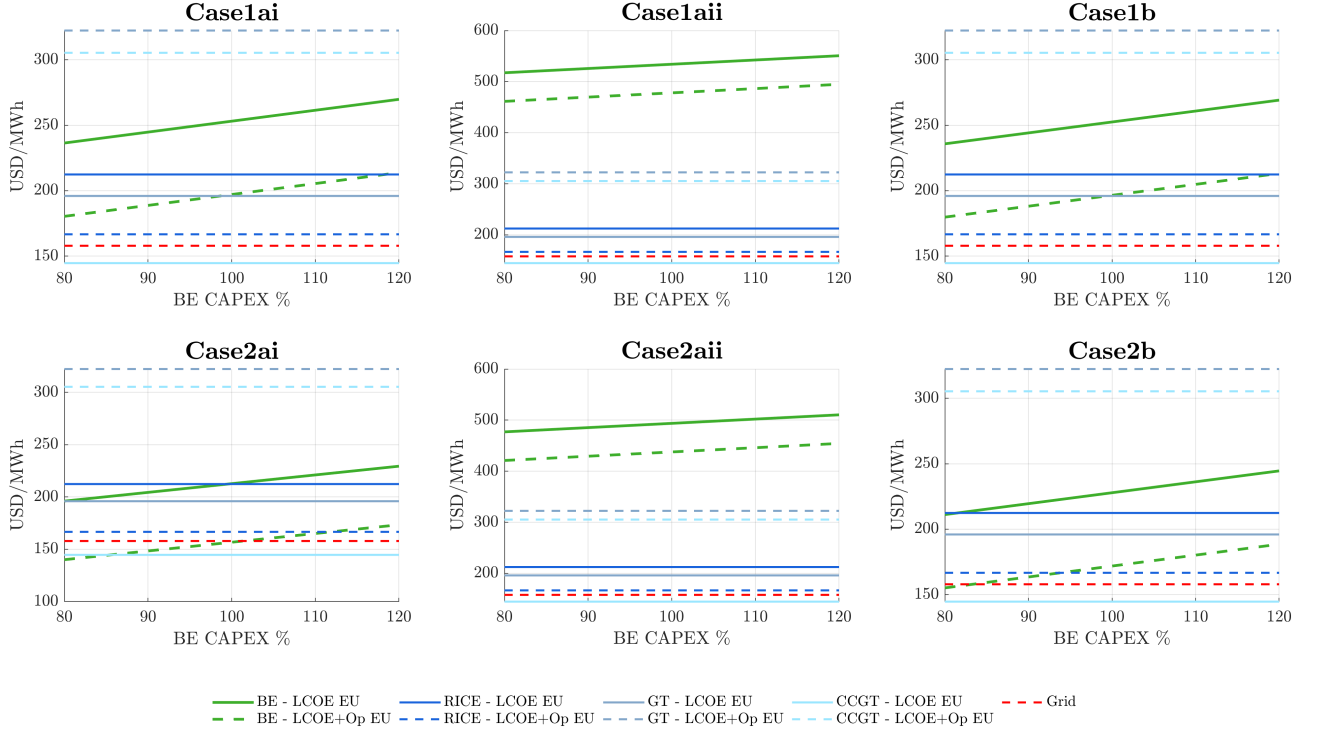 Case1ai
USD/MWh
300
250
200
150
80 90 100 110 120
BE CAPEX %
Case1aii
USD/MWh
600
500
400
300
200
80 90 100 110 120
BE CAPEX %
Case1b
USD/MWh
300
250
200
150
80 90 100 110 120
BE CAPEX %
Case2ai
USD/MWh
300
250
200
150
100
80 90 100 110 120
BE CAPEX %
Case2aii
USD/MWh
600
500
400
300
200
80 90 100 110 120
BE CAPEX %
Case2b
USD/MWh
300
250
200
150
80 90 100 110 120
BE CAPEX %
BE - LCOE EU RICE - LCOE EU GT - LCOE EU CCGT - LCOE EU Grid
BE - LCOE+Op EU RICE - LCOE+Op EU GT - LCOE+Op EU CCGT - LCOE+Op EU